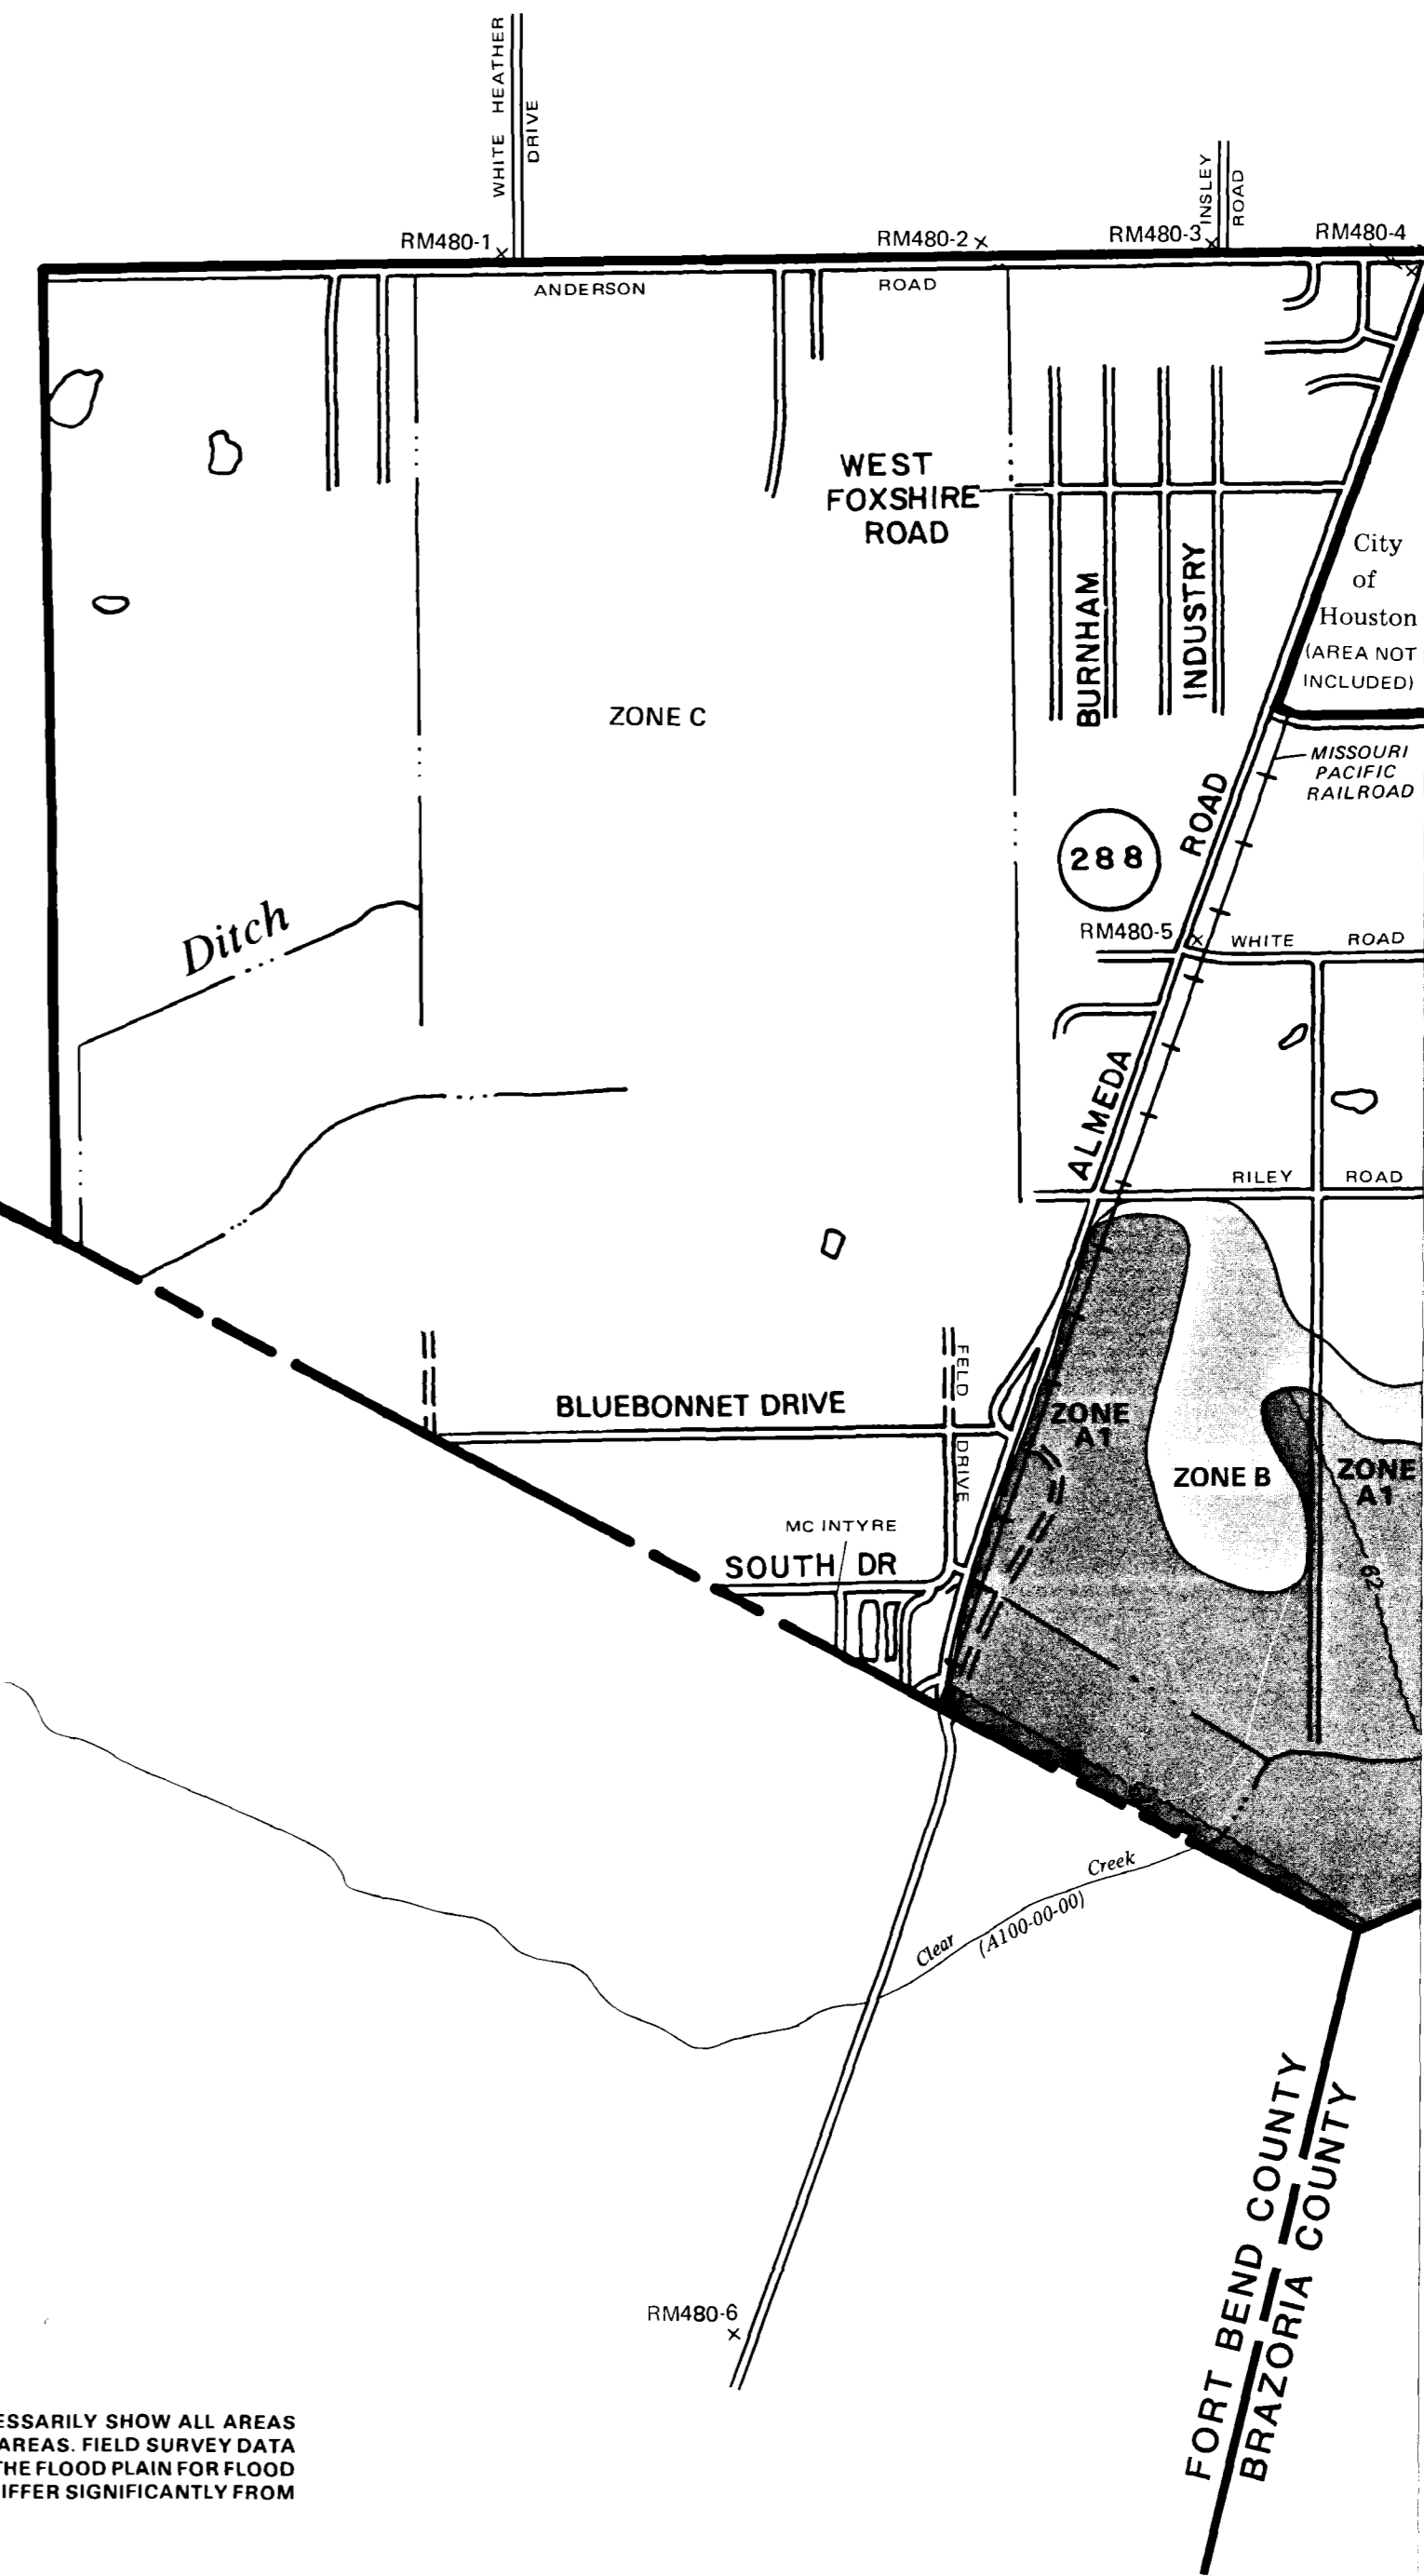 WHITE HEATHER
DRIVE
INSLEY
ROAD
RM480-1
RM480-2
RM480-3
RM480-4
ANDERSON ROAD
WEST
FOXSHIRE
ROAD
BURNHAM
INDUSTRY
City
of
Houston
(AREA NOT
INCLUDED)
ZONE C
MISSOURI
PACIFIC
RAILROAD
288
ALMEDA ROAD
Ditch
RM480-5
WHITE ROAD
RILEY ROAD
FELD DRIVE
BLUEBONNET DRIVE
ZONE
A1
ZONE B
ZONE
A1
MC INTYRE
SOUTH DR
62
Clear Creek
(A100-00-00)
RM480-6
FORT BEND COUNTY
BRAZORIA COUNTY
ESSARILY SHOW ALL AREAS
AREAS. FIELD SURVEY DATA
THE FLOOD PLAIN FOR FLOOD
IFFER SIGNIFICANTLY FROM